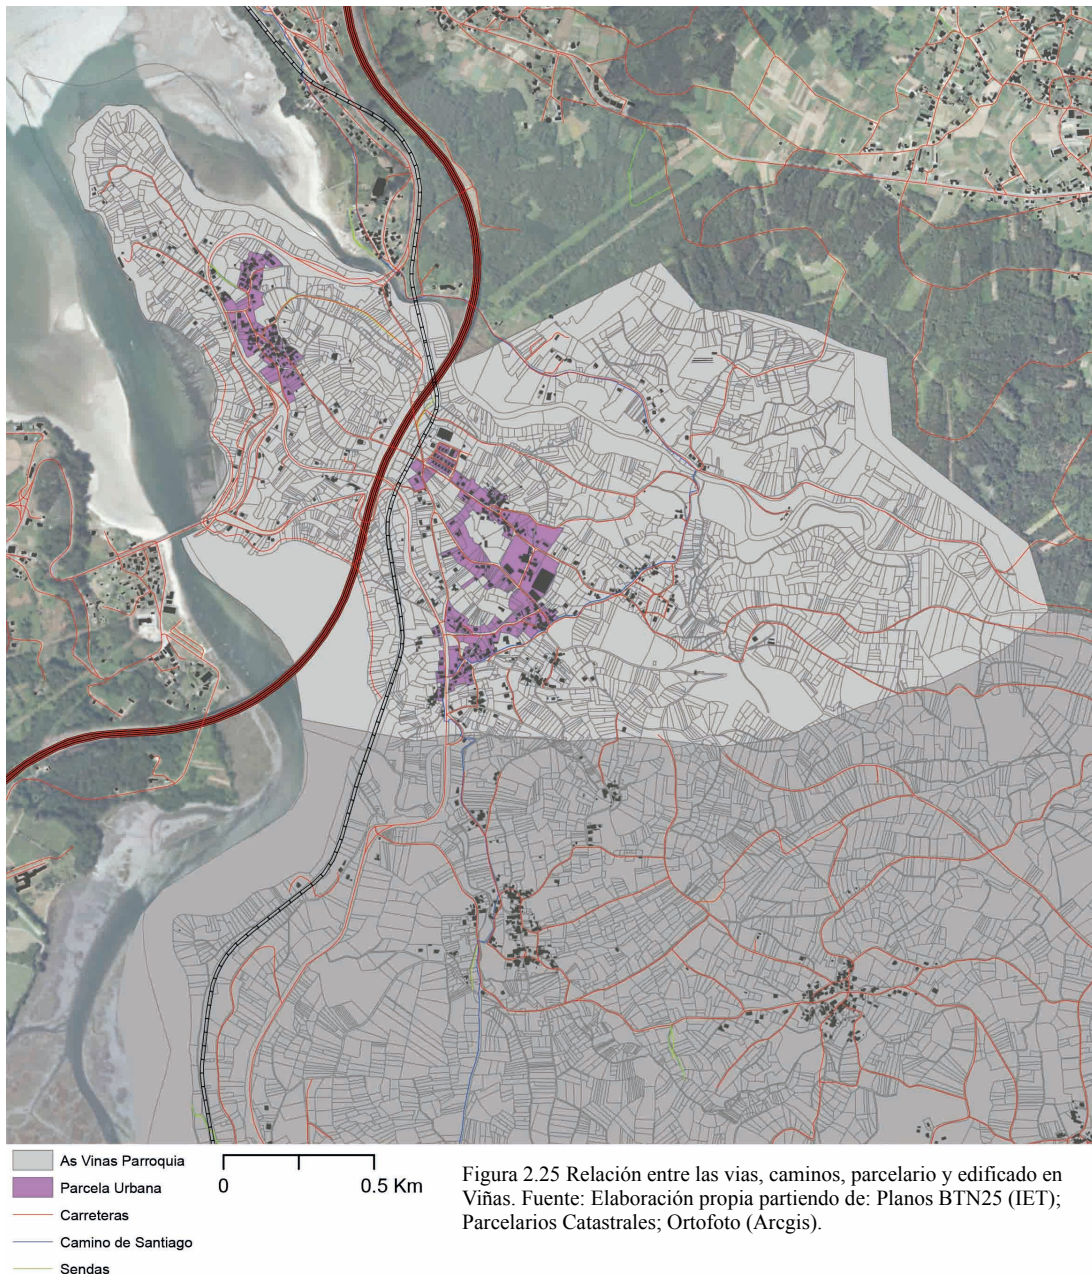 As Vinas Parroquia
Parcela Urbana
Carreteras
Camino de Santiago
Sendas
0 0.5 Km
Figura 2.25 Relación entre las vias, caminos, parcelario y edificado en
Viñas. Fuente: Elaboración propia partiendo de: Planos BTN25 (IET);
Parcelarios Catastrales; Ortofoto (Arcgis).